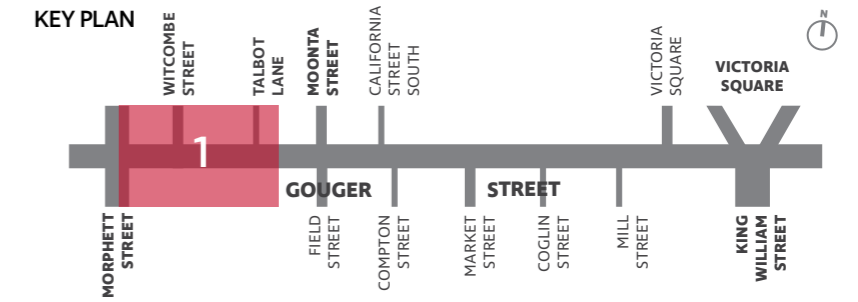 KEY PLAN
N
WITCOMBE
STREET
TALBOT
LANE
MOONTA
STREET
CALIFORNIA
STREET
SOUTH
VICTORIA
SQUARE
VICTORIA
SQUARE
1
GOUGER STREET
MORPHETT
STREET
FIELD
STREET
COMPTON
STREET
MARKET
STREET
COGLIN
STREET
MILL
STREET
KING
WILLIAM
STREET